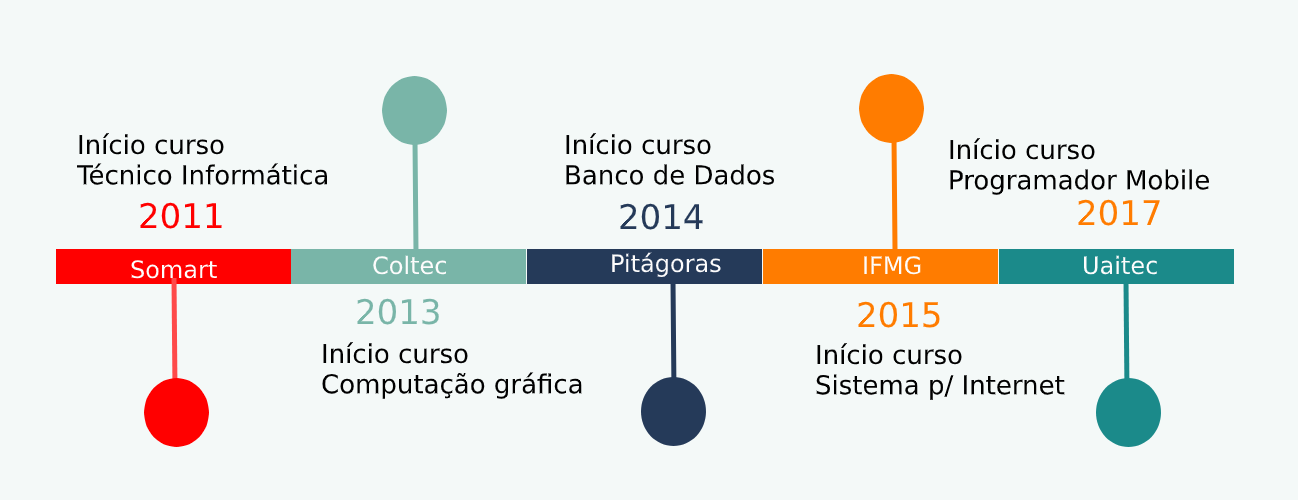 Início curso
Técnico Informática
2011
Somart
Coltec
2013
Início curso
Computação gráfica
Início curso
Banco de Dados
2014
Pitágoras
IFMG
2015
Início curso
Sistema p/ Internet
Início curso
Programador Mobile
2017
Uaitec